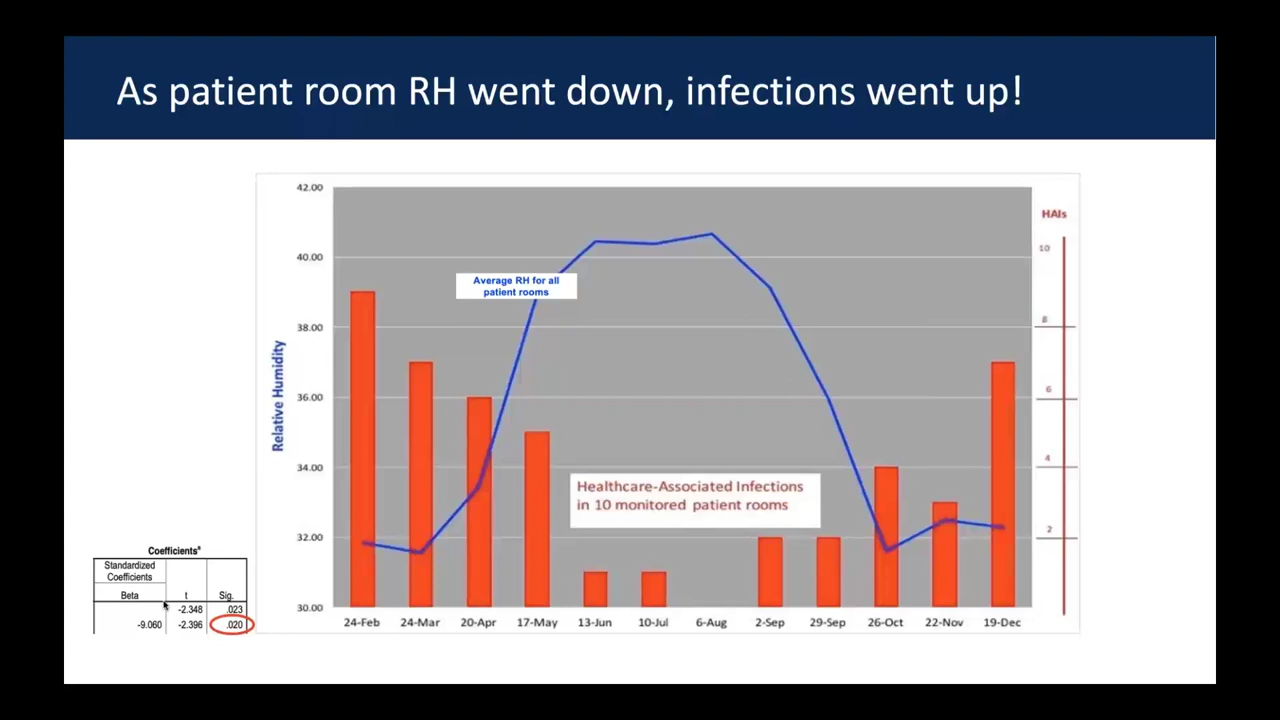 As patient room RH went down, infections went up!
42.00
40.00
38.00
36.00
34.00
32.00
30.00
Relative Humidity
Average RH for all
patient rooms
Healthcare-Associated Infections
in 10 monitored patient rooms
HAIs
10
8
6
4
2
24-Feb 24-Mar 20-Apr 17-May 13-Jun 10-Jul 6-Aug 2-Sep 29-Sep 26-Oct 22-Nov 19-Dec
Coefficientsª
Standardized
Coefficients
Beta t Sig.
-2.348 .023
-9.060 -2.396 .020